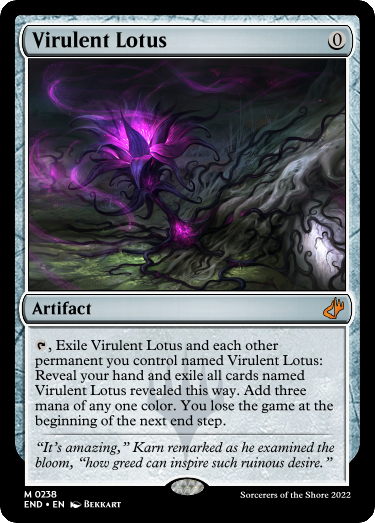 Virulent Lotus 0
Artifact
, Exile Virulent Lotus and each other
permanent you control named Virulent Lotus:
Reveal your hand and exile all cards named
Virulent Lotus revealed this way. Add three
mana of any one color. You lose the game at the
beginning of the next end step.
“It’s amazing,” Karn remarked as he examined the
bloom, “how greed can inspire such ruinous desire.”
M 0238
END • EN Bekkart
Sorcerers of the Shore 2022